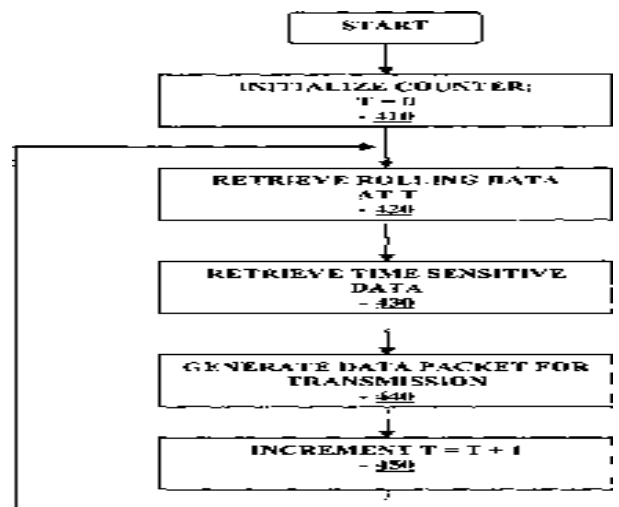 START
INITIALIZE COUNTER;
T = 0
- 410
RETRIEVE ROLLING DATA
AT T
- 420
RETRIEVE TIME SENSITIVE
DATA
- 430
GENERATE DATA PACKET FOR
TRANSMISSION
- 440
INCREMENT T = T + 1
- 450